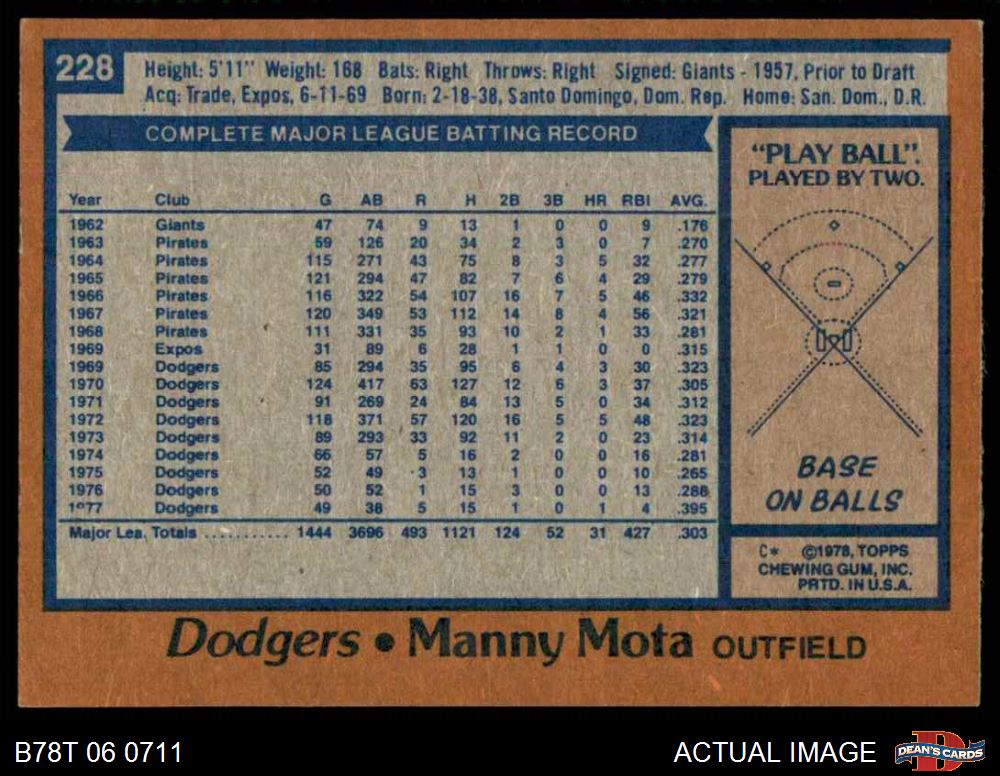 228
Height: 5'11" Weight: 168 Bats: Right Throws: Right Signed: Giants - 1957, Prior to Draft
Acq: Trade, Expos, 6-11-69 Born: 2-18-38, Santo Domingo, Dom. Rep. Home: San. Dom., D.R.
COMPLETE MAJOR LEAGUE BATTING RECORD
Year Club G AB R H 2B 3B HR RBI AVG.
1962 Giants 47 74 9 13 1 0 0 9 .176
1963 Pirates 59 126 20 34 2 3 0 7 .270
1964 Pirates 115 271 43 75 8 3 5 32 .277
1965 Pirates 121 294 47 82 7 6 4 29 .279
1966 Pirates 116 322 54 107 16 7 5 46 .332
1967 Pirates 120 349 53 112 14 8 4 56 .321
1968 Pirates 111 331 35 93 10 2 1 33 .281
1969 Expos 31 89 6 28 1 1 0 0 .315
1969 Dodgers 85 294 35 95 6 4 3 30 .323
1970 Dodgers 124 417 63 127 12 6 3 37 .305
1971 Dodgers 91 269 24 84 13 5 0 34 .312
1972 Dodgers 118 371 57 120 16 5 5 48 .323
1973 Dodgers 89 293 33 92 11 2 0 23 .314
1974 Dodgers 66 57 5 16 2 0 0 16 .281
1975 Dodgers 52 49 3 13 1 0 0 10 .265
1976 Dodgers 50 52 1 15 3 0 0 13 .288
1977 Dodgers 49 38 5 15 1 0 1 4 .395
Major Lea. Totals ........... 1444 3696 493 1121 124 52 31 427 .303
"PLAY BALL".
PLAYED BY TWO.
BASE
ON BALLS
C* ©1978, TOPPS
CHEWING GUM, INC.
PRTD. IN U.S.A.
Dodgers • Manny Mota OUTFIELD
B78T 06 0711
ACTUAL IMAGE
DEAN'S CARDS